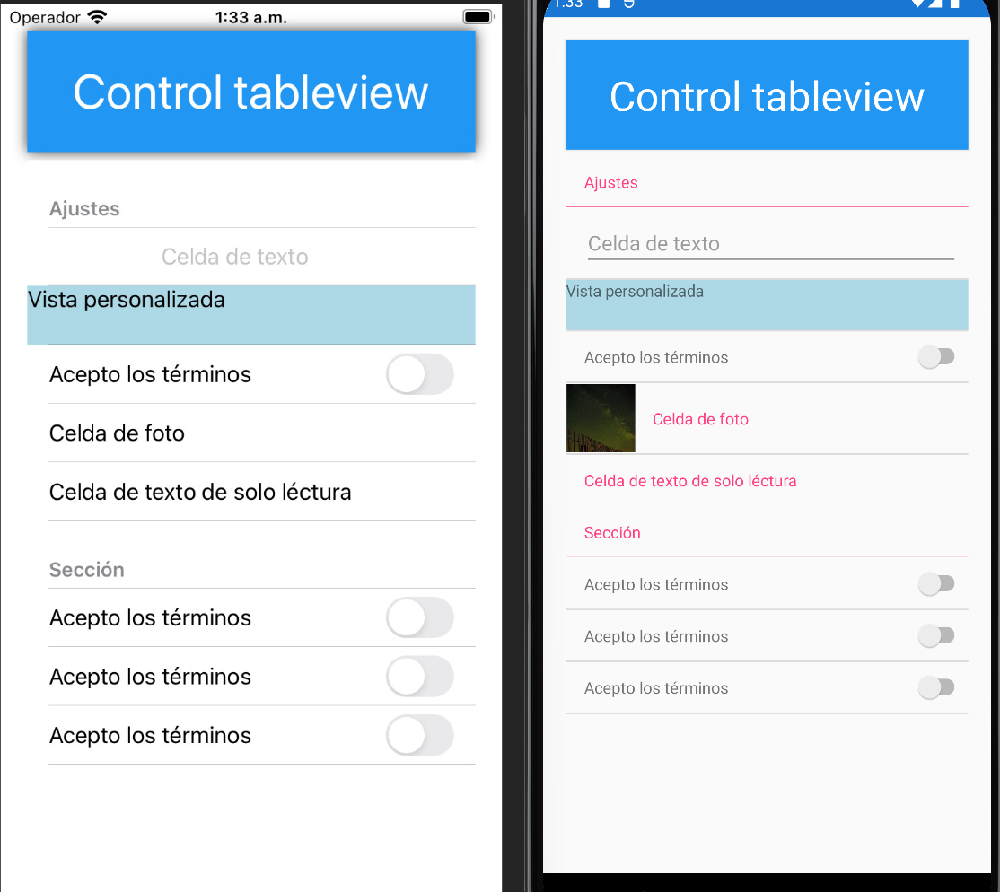 Operador 1:33 a.m.
Control tableview
Ajustes
Celda de texto
Vista personalizada
Acepto los términos
Celda de foto
Celda de texto de solo léctura
Sección
Acepto los términos
Acepto los términos
Acepto los términos
1:33
Control tableview
Ajustes
Celda de texto
Vista personalizada
Acepto los términos
Celda de foto
Celda de texto de solo léctura
Sección
Acepto los términos
Acepto los términos
Acepto los términos